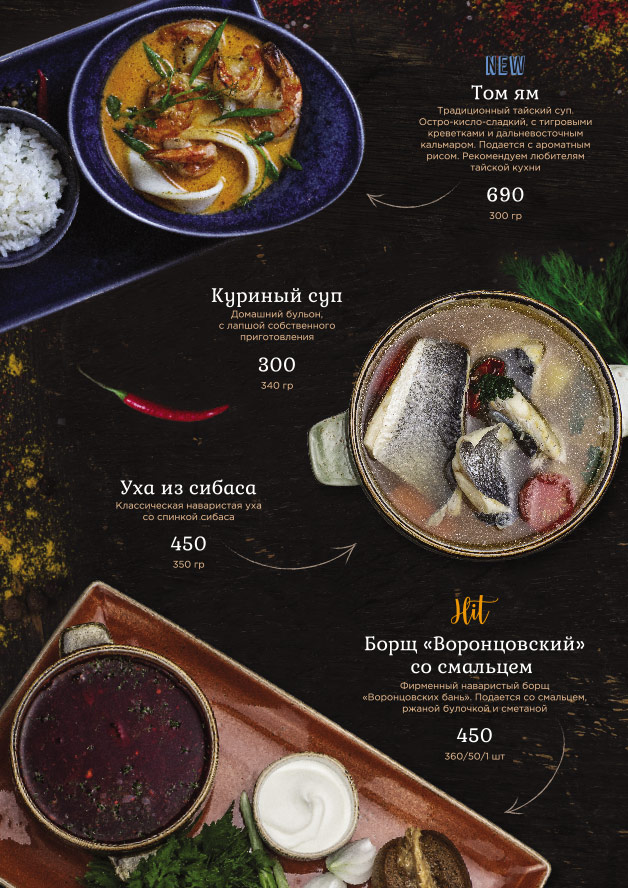 NEW
Том ям
Традиционный тайский суп.
Остро-кисло-сладкий, с тигровыми
креветками и дальневосточным
кальмаром. Подается с ароматным
рисом. Рекомендуем любителям
тайской кухни
690
300 гр
Куриный суп
Домашний бульон,
с лапшой собственного
приготовления
300
340 гр
Уха из сибаса
Классическая наваристая уха
со спинкой сибаса
450
350 гр
Hit
Борщ «Воронцовский»
со смальцем
Фирменный наваристый борщ
«Воронцовских бань». Подается со смальцем,
ржаной булочкой,и сметаной
450
360/50/1 шт